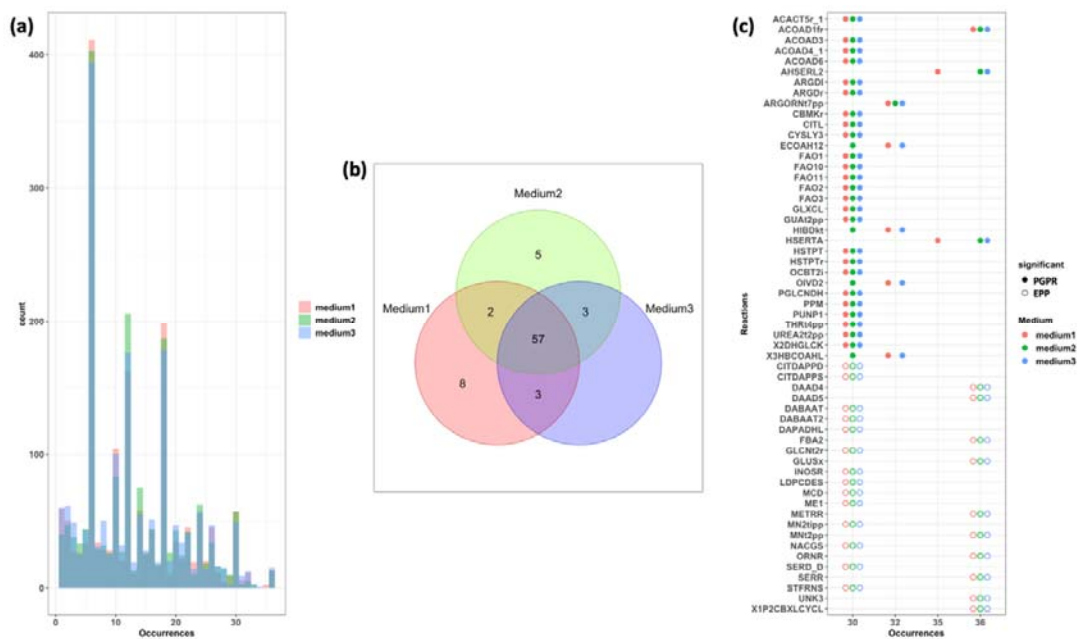 (a)
400
300
200
100
0
count
0 10 20 30
Occurrences
medium1
medium2
medium3
(b)
Medium2
5
Medium1
Medium3
2
3
57
8
3
(c)
Reactions
ACACT5r_1
ACOAD1fr
ACOAD3
ACOAD4_1
ACOAD6
AHSERL2
ARGDI
ARGDr
ARGORNt7pp
CBMKr
CITL
CYSLY3
ECOAH12
FAO1
FAO10
FAO11
FAO2
FAO3
GLXCL
GUAt2pp
HIBDkt
HSERTA
HSTPT
HSTPTr
OCBT2i
OIVD2
PGLCNDH
PPM
PUNP1
THRt4pp
UREA2t2pp
X2DHGLCK
X3HBCOAHL
CITDAPPD
CITDAPPS
DAAD4
DAAD5
DABAAT
DABAAT2
DAPADHL
FBA2
GLCNt2r
GLUSx
INOSR
LDPCDES
MCD
ME1
METRR
MN2tipp
MNt2pp
NACGS
ORNR
SERD_D
SERR
STFRNS
UNK3
X1P2CBXLCYCL
30 32 35 36
Occurrences
significant
PGPR
EPP
Medium
medium1
medium2
medium3